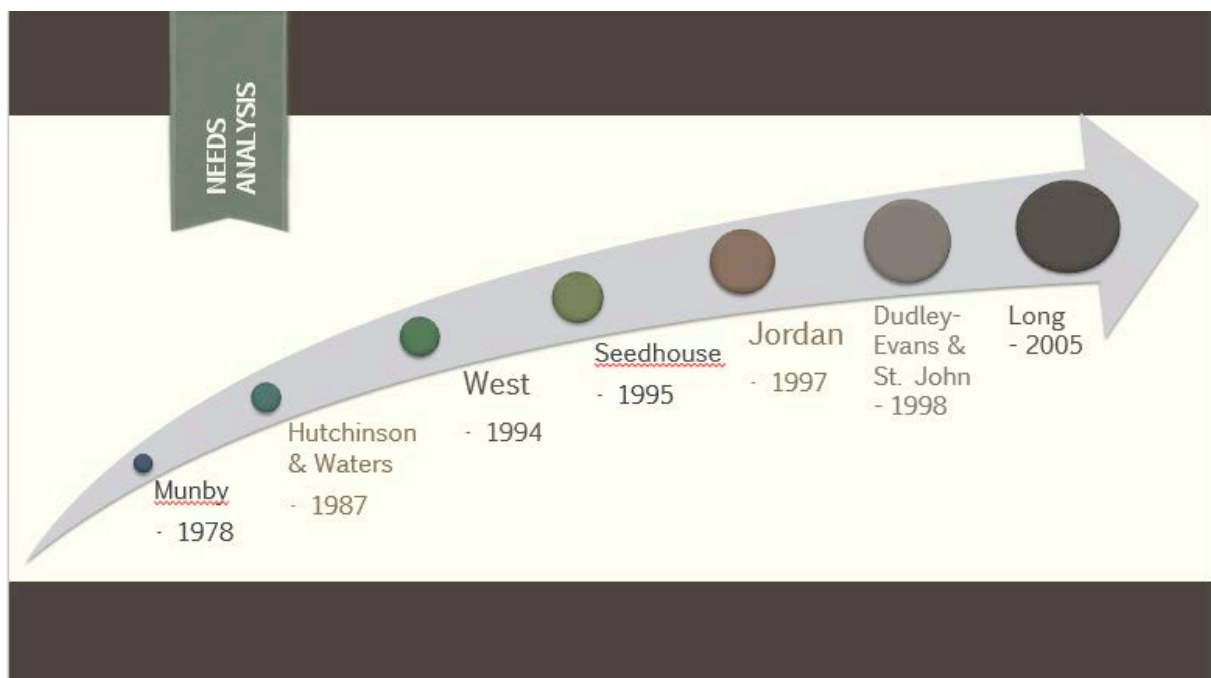 NEEDS
ANALYSIS
Munby
- 1978
Hutchinson
& Waters
- 1987
West
- 1994
Seedhouse
- 1995
Jordan
- 1997
Dudley-
Evans &
St. John
- 1998
Long
- 2005